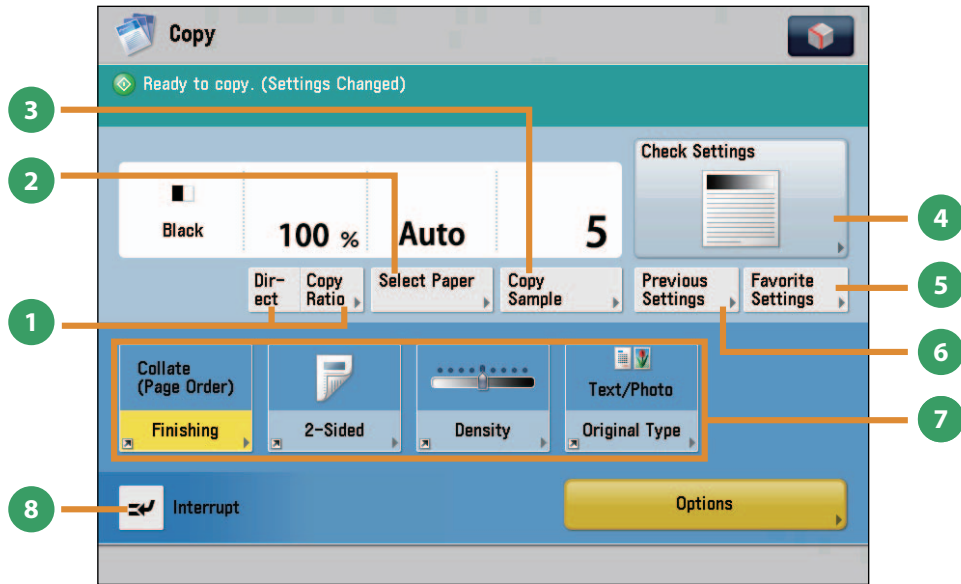 Copy
Ready to copy. (Settings Changed)
3
Check Settings
2
Black
100 %
Auto
5
4
Dir-
ect
Copy
Ratio
Select Paper
Copy
Sample
Previous
Settings
Favorite
Settings
5
1
6
Collate
(Page Order)
Text/Photo
Finishing
2-Sided
Density
Original Type
7
8
Interrupt
Options